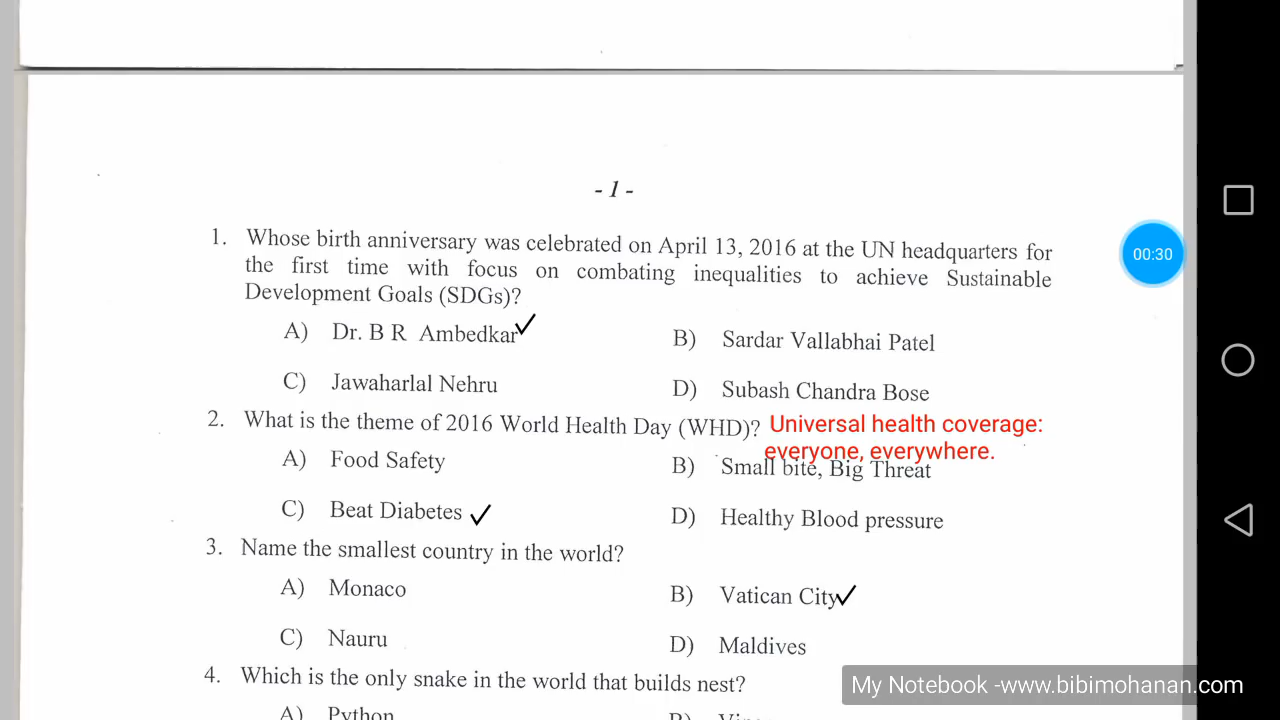 - 1 -
1. Whose birth anniversary was celebrated on April 13, 2016 at the UN headquarters for
the first time with focus on combating inequalities to achieve Sustainable
Development Goals (SDGs)?
00:30
A) Dr. B R Ambedkar B) Sardar Vallabhai Patel
C) Jawaharlal Nehru D) Subash Chandra Bose
2. What is the theme of 2016 World Health Day (WHD)? Universal health coverage:
everyone, everywhere.
A) Food Safety B) Small bite, Big Threat
C) Beat Diabetes D) Healthy Blood pressure
3. Name the smallest country in the world?
A) Monaco B) Vatican City
C) Nauru D) Maldives
4. Which is the only snake in the world that builds nest?
A) Python B)
My Notebook -www.bibimohanan.com